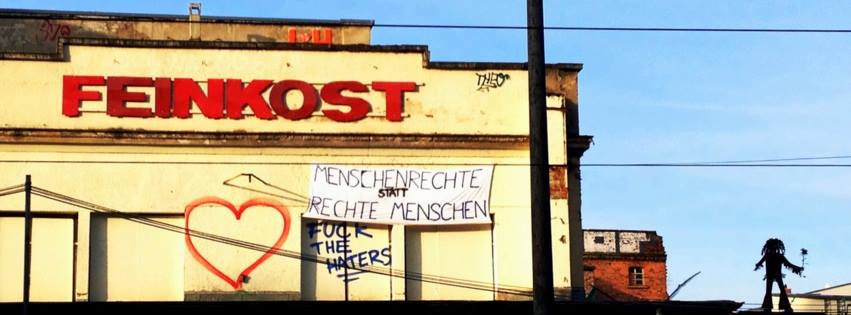 FEINKOST
MENSCHENRECHTE
STATT
RECHTE MENSCHEN
FUCK
THE
HATERS